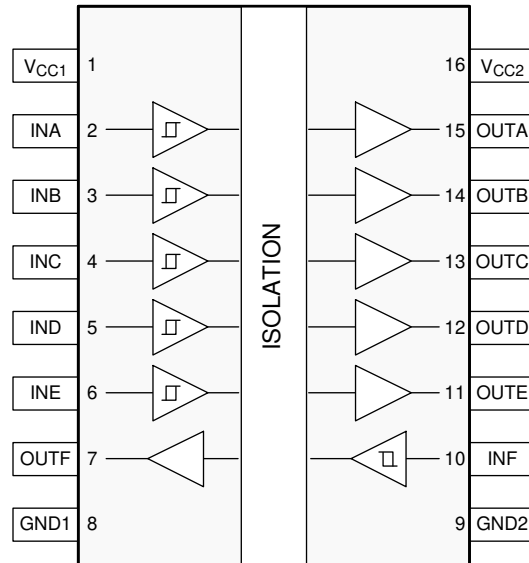 VCC1 1 16 VCC2
INA 2 15 OUTA
INB 3 14 OUTB
INC 4 13 OUTC
IND 5 12 OUTD
INE 6 11 OUTE
OUTF 7 10 INF
GND1 8 9 GND2
ISOLATION